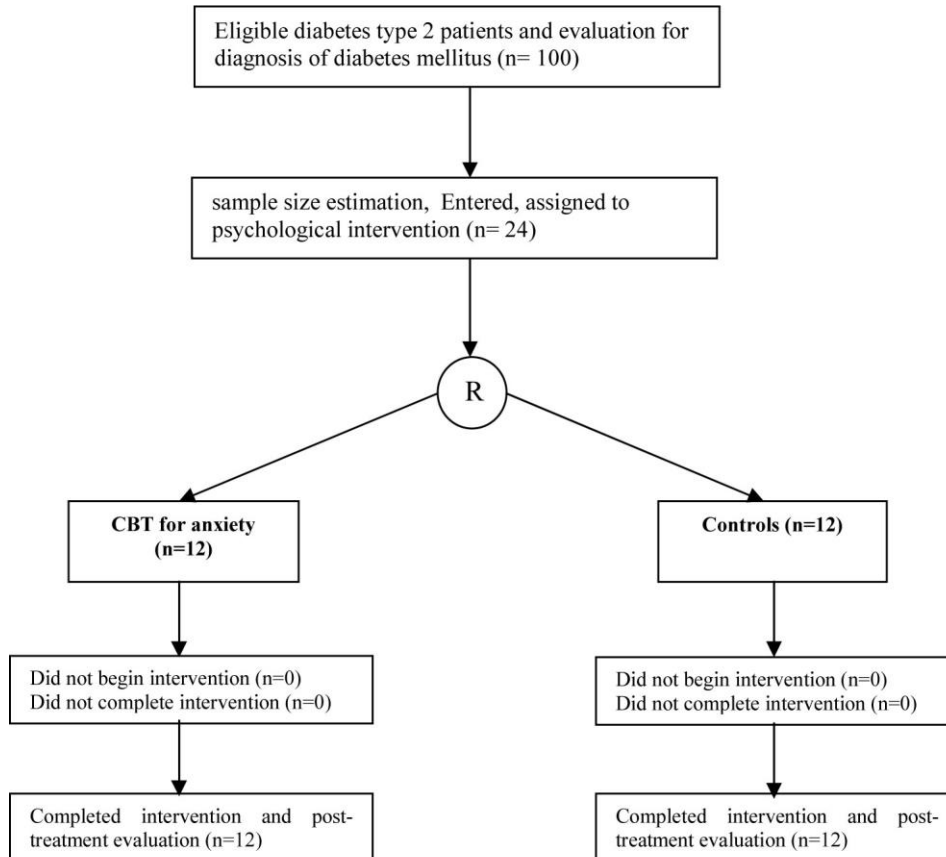 Eligible diabetes type 2 patients and evaluation for
diagnosis of diabetes mellitus (n= 100)
sample size estimation, Entered, assigned to
psychological intervention (n= 24)
R
CBT for anxiety
(n=12)
Controls (n=12)
Did not begin intervention (n=0)
Did not complete intervention (n=0)
Did not begin intervention (n=0)
Did not complete intervention (n=0)
Completed intervention and post-
treatment evaluation (n=12)
Completed intervention and post-
treatment evaluation (n=12)